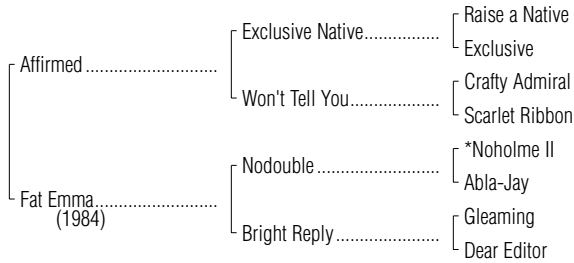 Raise a Native
Exclusive Native..................
Exclusive
Affirmed ...........................
Crafty Admiral
Won't Tell You.....................
Scarlet Ribbon
*Noholme II
Nodouble ............................
Abla-Jay
Fat Emma...........................
(1984)
Gleaming
Bright Reply........................
Dear Editor